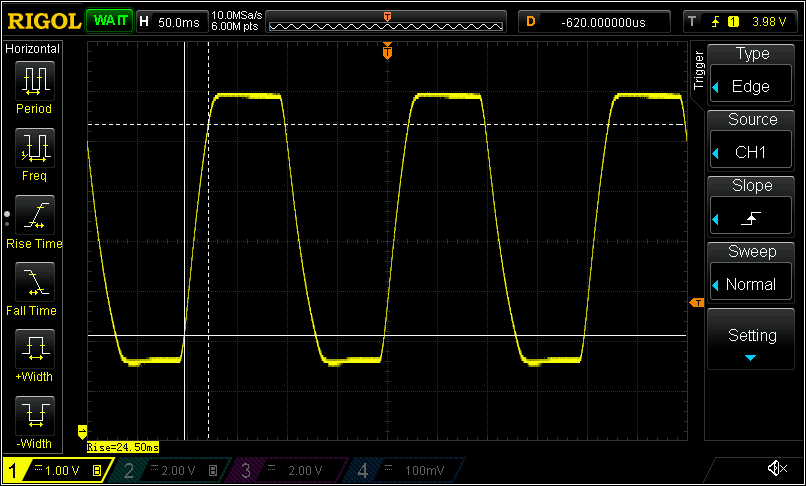 RIGOL WAIT H 50.0ms 10.0MSa/s
6.00M pts
T
D -620.000000us T 1 3.98 V
Horizontal
Period
Freq
Rise Time
Fall Time
+Width
-Width
T
T
Rise=24.50ms
Trigger
Type
Edge
Source
CH1
Slope
Sweep
Normal
Setting
1 1.00 V B 2 2.00 V B 3 2.00 V 4 100mV